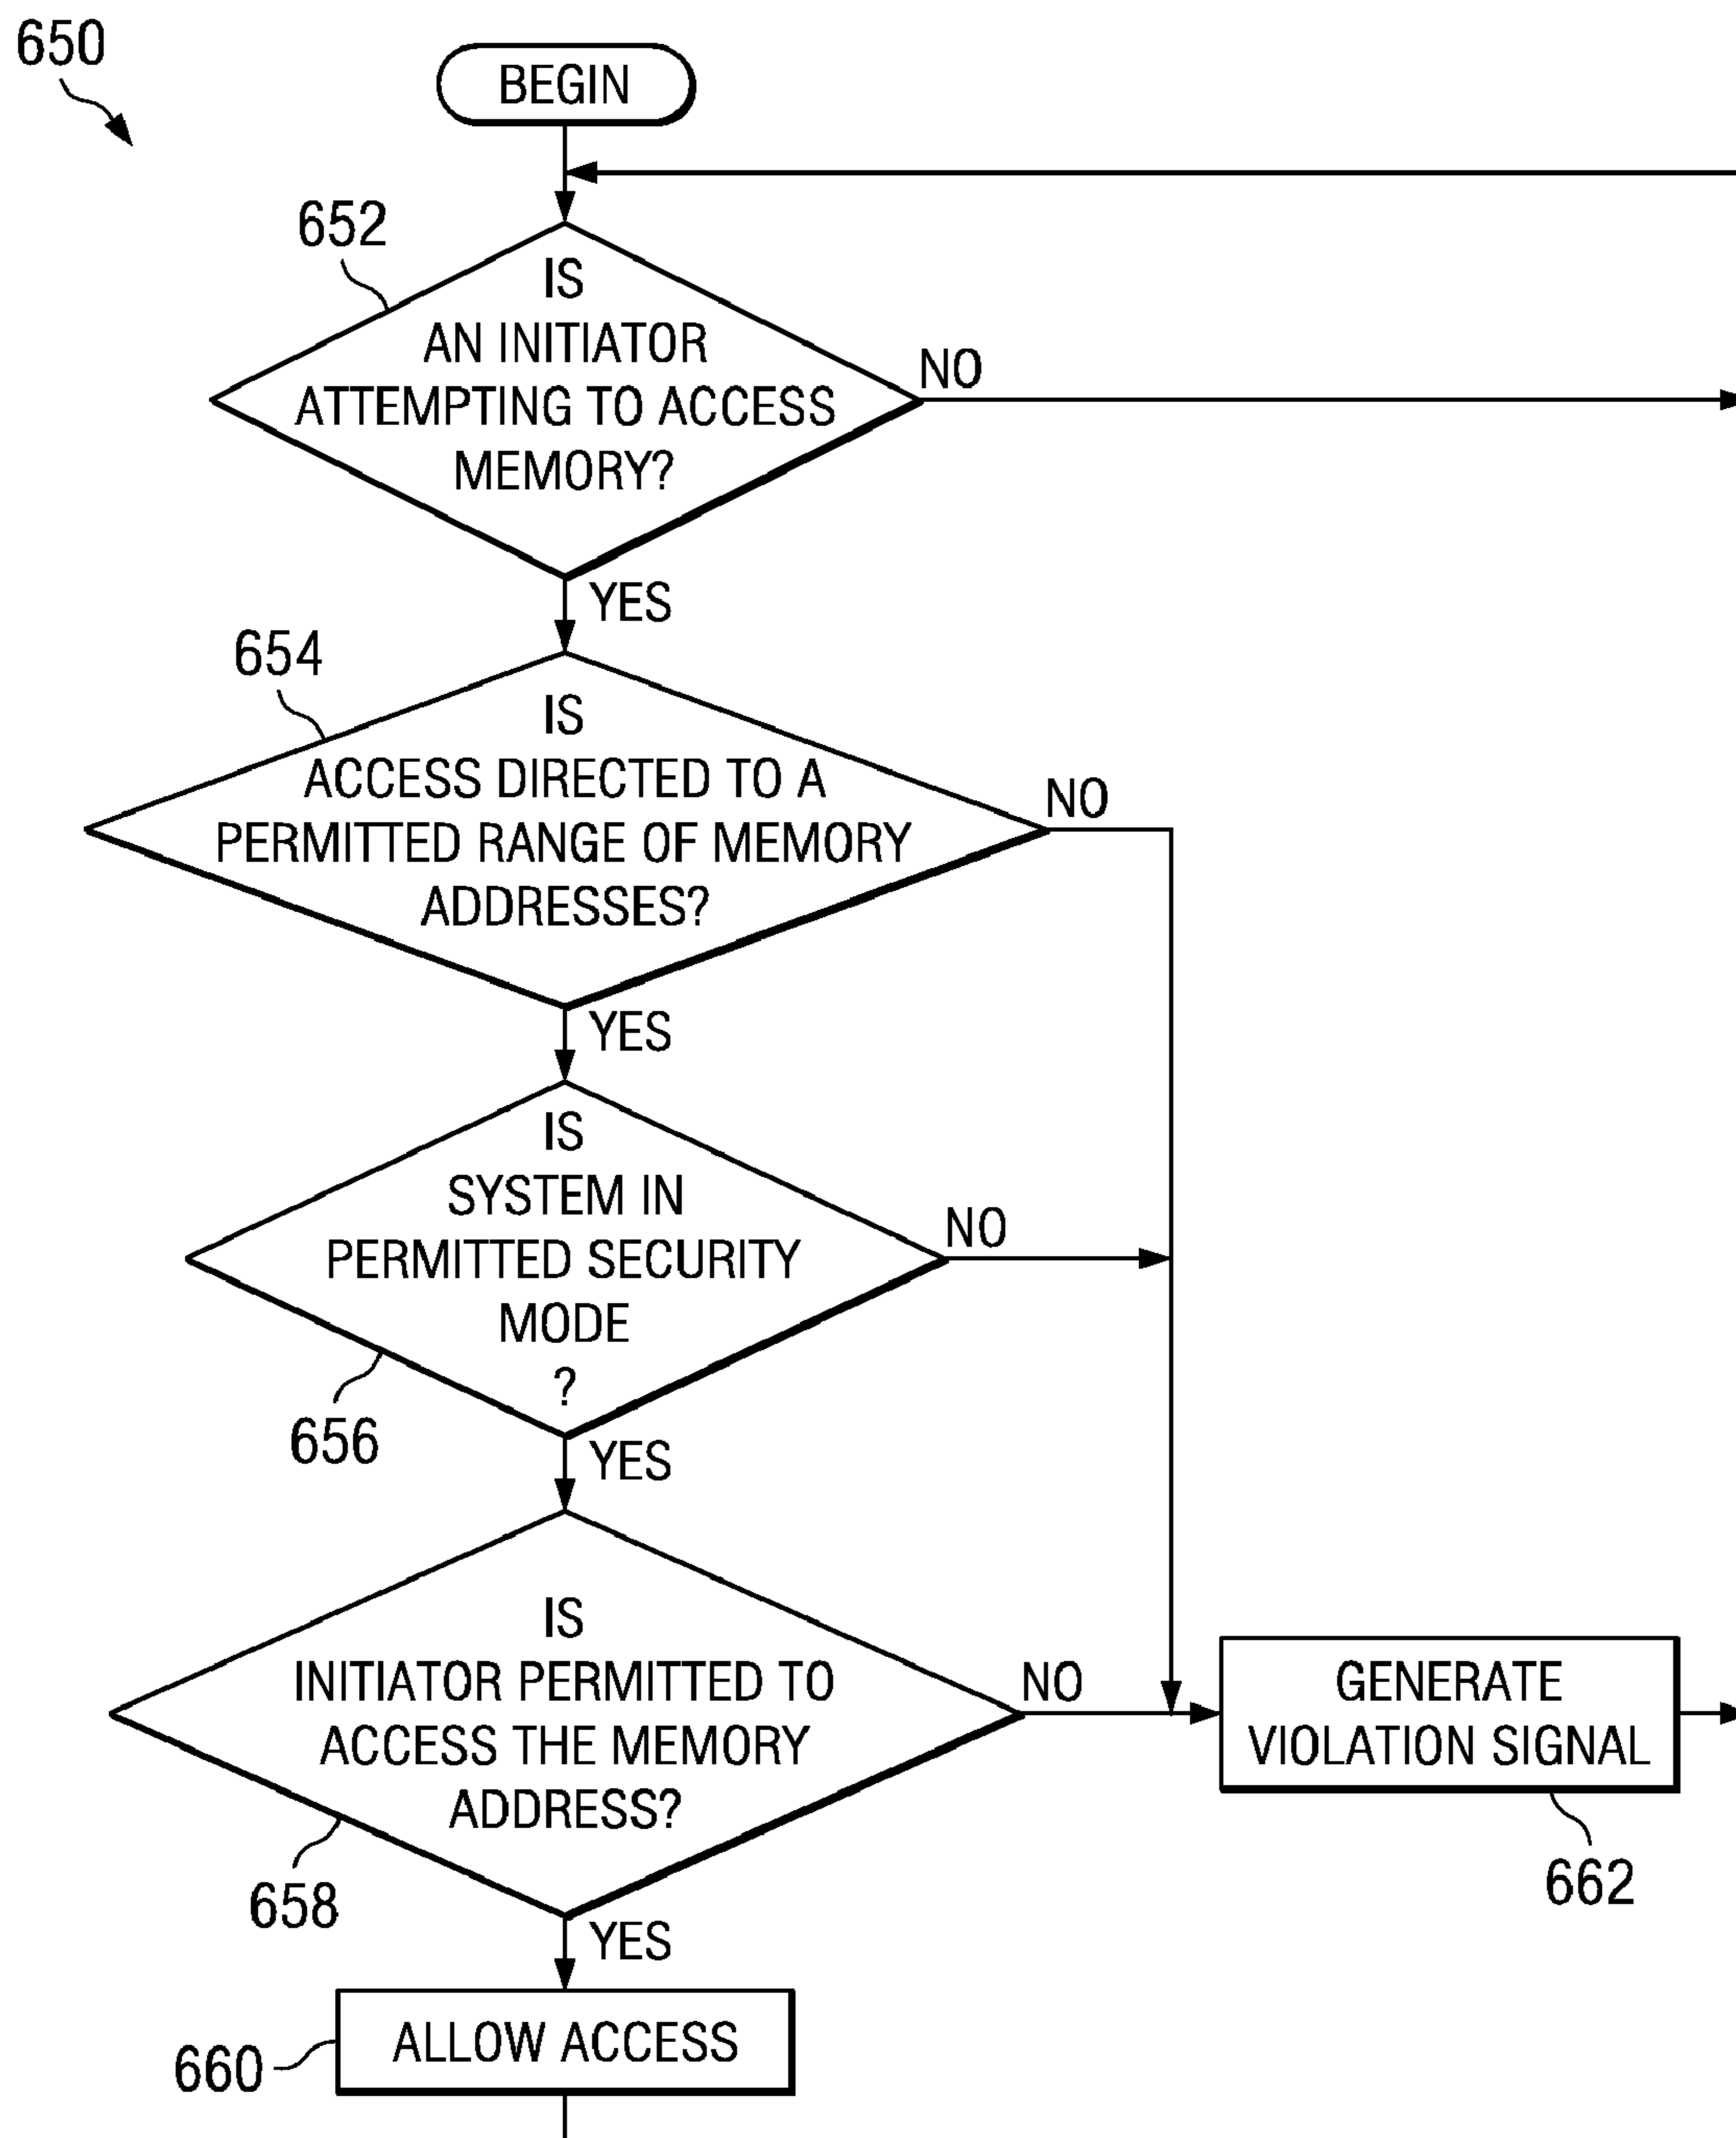 650
BEGIN
652
IS
AN INITIATOR
ATTEMPTING TO ACCESS
MEMORY?
NO
YES
654
IS
ACCESS DIRECTED TO A
PERMITTED RANGE OF MEMORY
ADDRESSES?
NO
YES
IS
SYSTEM IN
PERMITTED SECURITY
MODE
?
NO
656
YES
IS
INITIATOR PERMITTED TO
ACCESS THE MEMORY
ADDRESS?
NO
658
GENERATE
VIOLATION SIGNAL
662
YES
ALLOW ACCESS
660